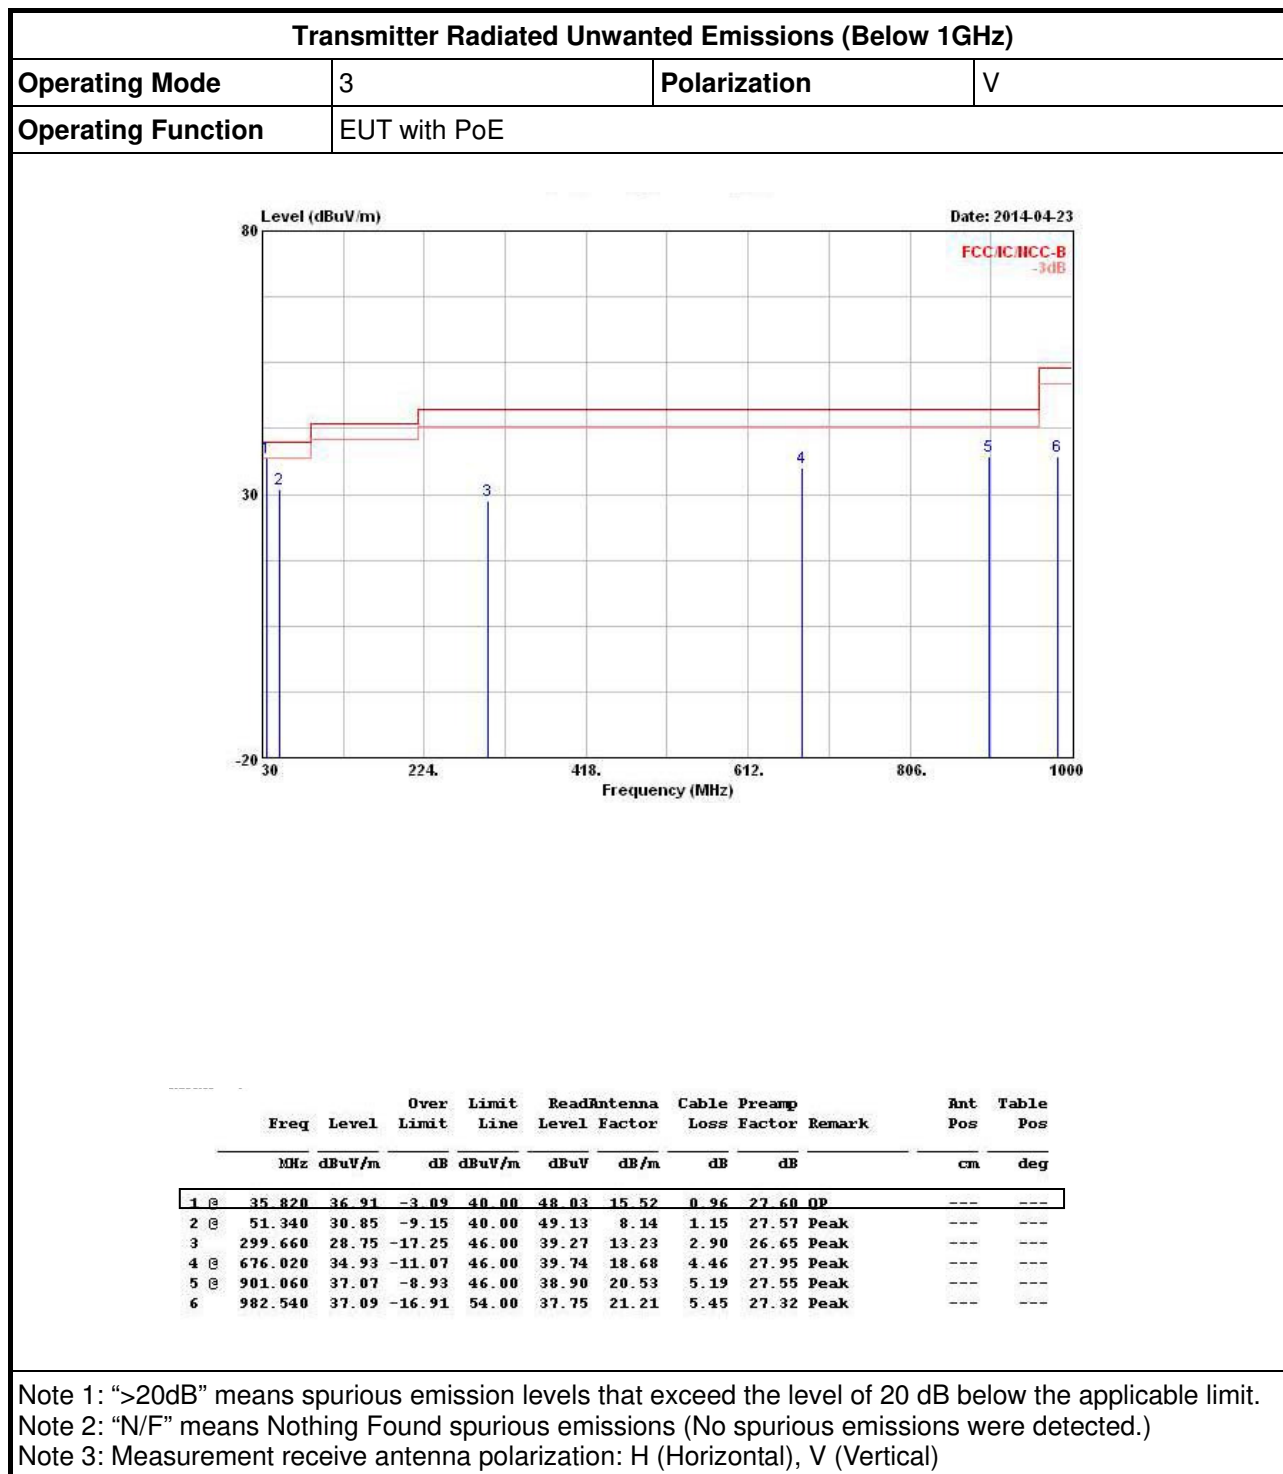 Transmitter Radiated Unwanted Emissions (Below 1GHz)
Operating Mode 3 Polarization V
Operating Function EUT with PoE
Level (dBuV/m) Date: 2014-04-23
80
FCC/IC/NCC-B
-3dB
1
2
3
4
5
6
30
-20
30 224. 418. 612. 806. 1000
Frequency (MHz)
Over Limit ReadAntenna Cable Preamp Ant Table
Freq Level Limit Line Level Factor Loss Factor Remark Pos Pos
MHz dBuV/m dB dBuV/m dBuV dB/m dB dB cm deg
1 @ 35.820 36.91 -3.09 40.00 48.03 15.52 0.96 27.60 QP --- ---
2 @ 51.340 30.85 -9.15 40.00 49.13 8.14 1.15 27.57 Peak --- ---
3 299.660 28.75 -17.25 46.00 39.27 13.23 2.90 26.65 Peak --- ---
4 @ 676.020 34.93 -11.07 46.00 39.74 18.68 4.46 27.95 Peak --- ---
5 @ 901.060 37.07 -8.93 46.00 38.90 20.53 5.19 27.55 Peak --- ---
6 982.540 37.09 -16.91 54.00 37.75 21.21 5.45 27.32 Peak --- ---
Note 1: “>20dB” means spurious emission levels that exceed the level of 20 dB below the applicable limit.
Note 2: “N/F” means Nothing Found spurious emissions (No spurious emissions were detected.)
Note 3: Measurement receive antenna polarization: H (Horizontal), V (Vertical)